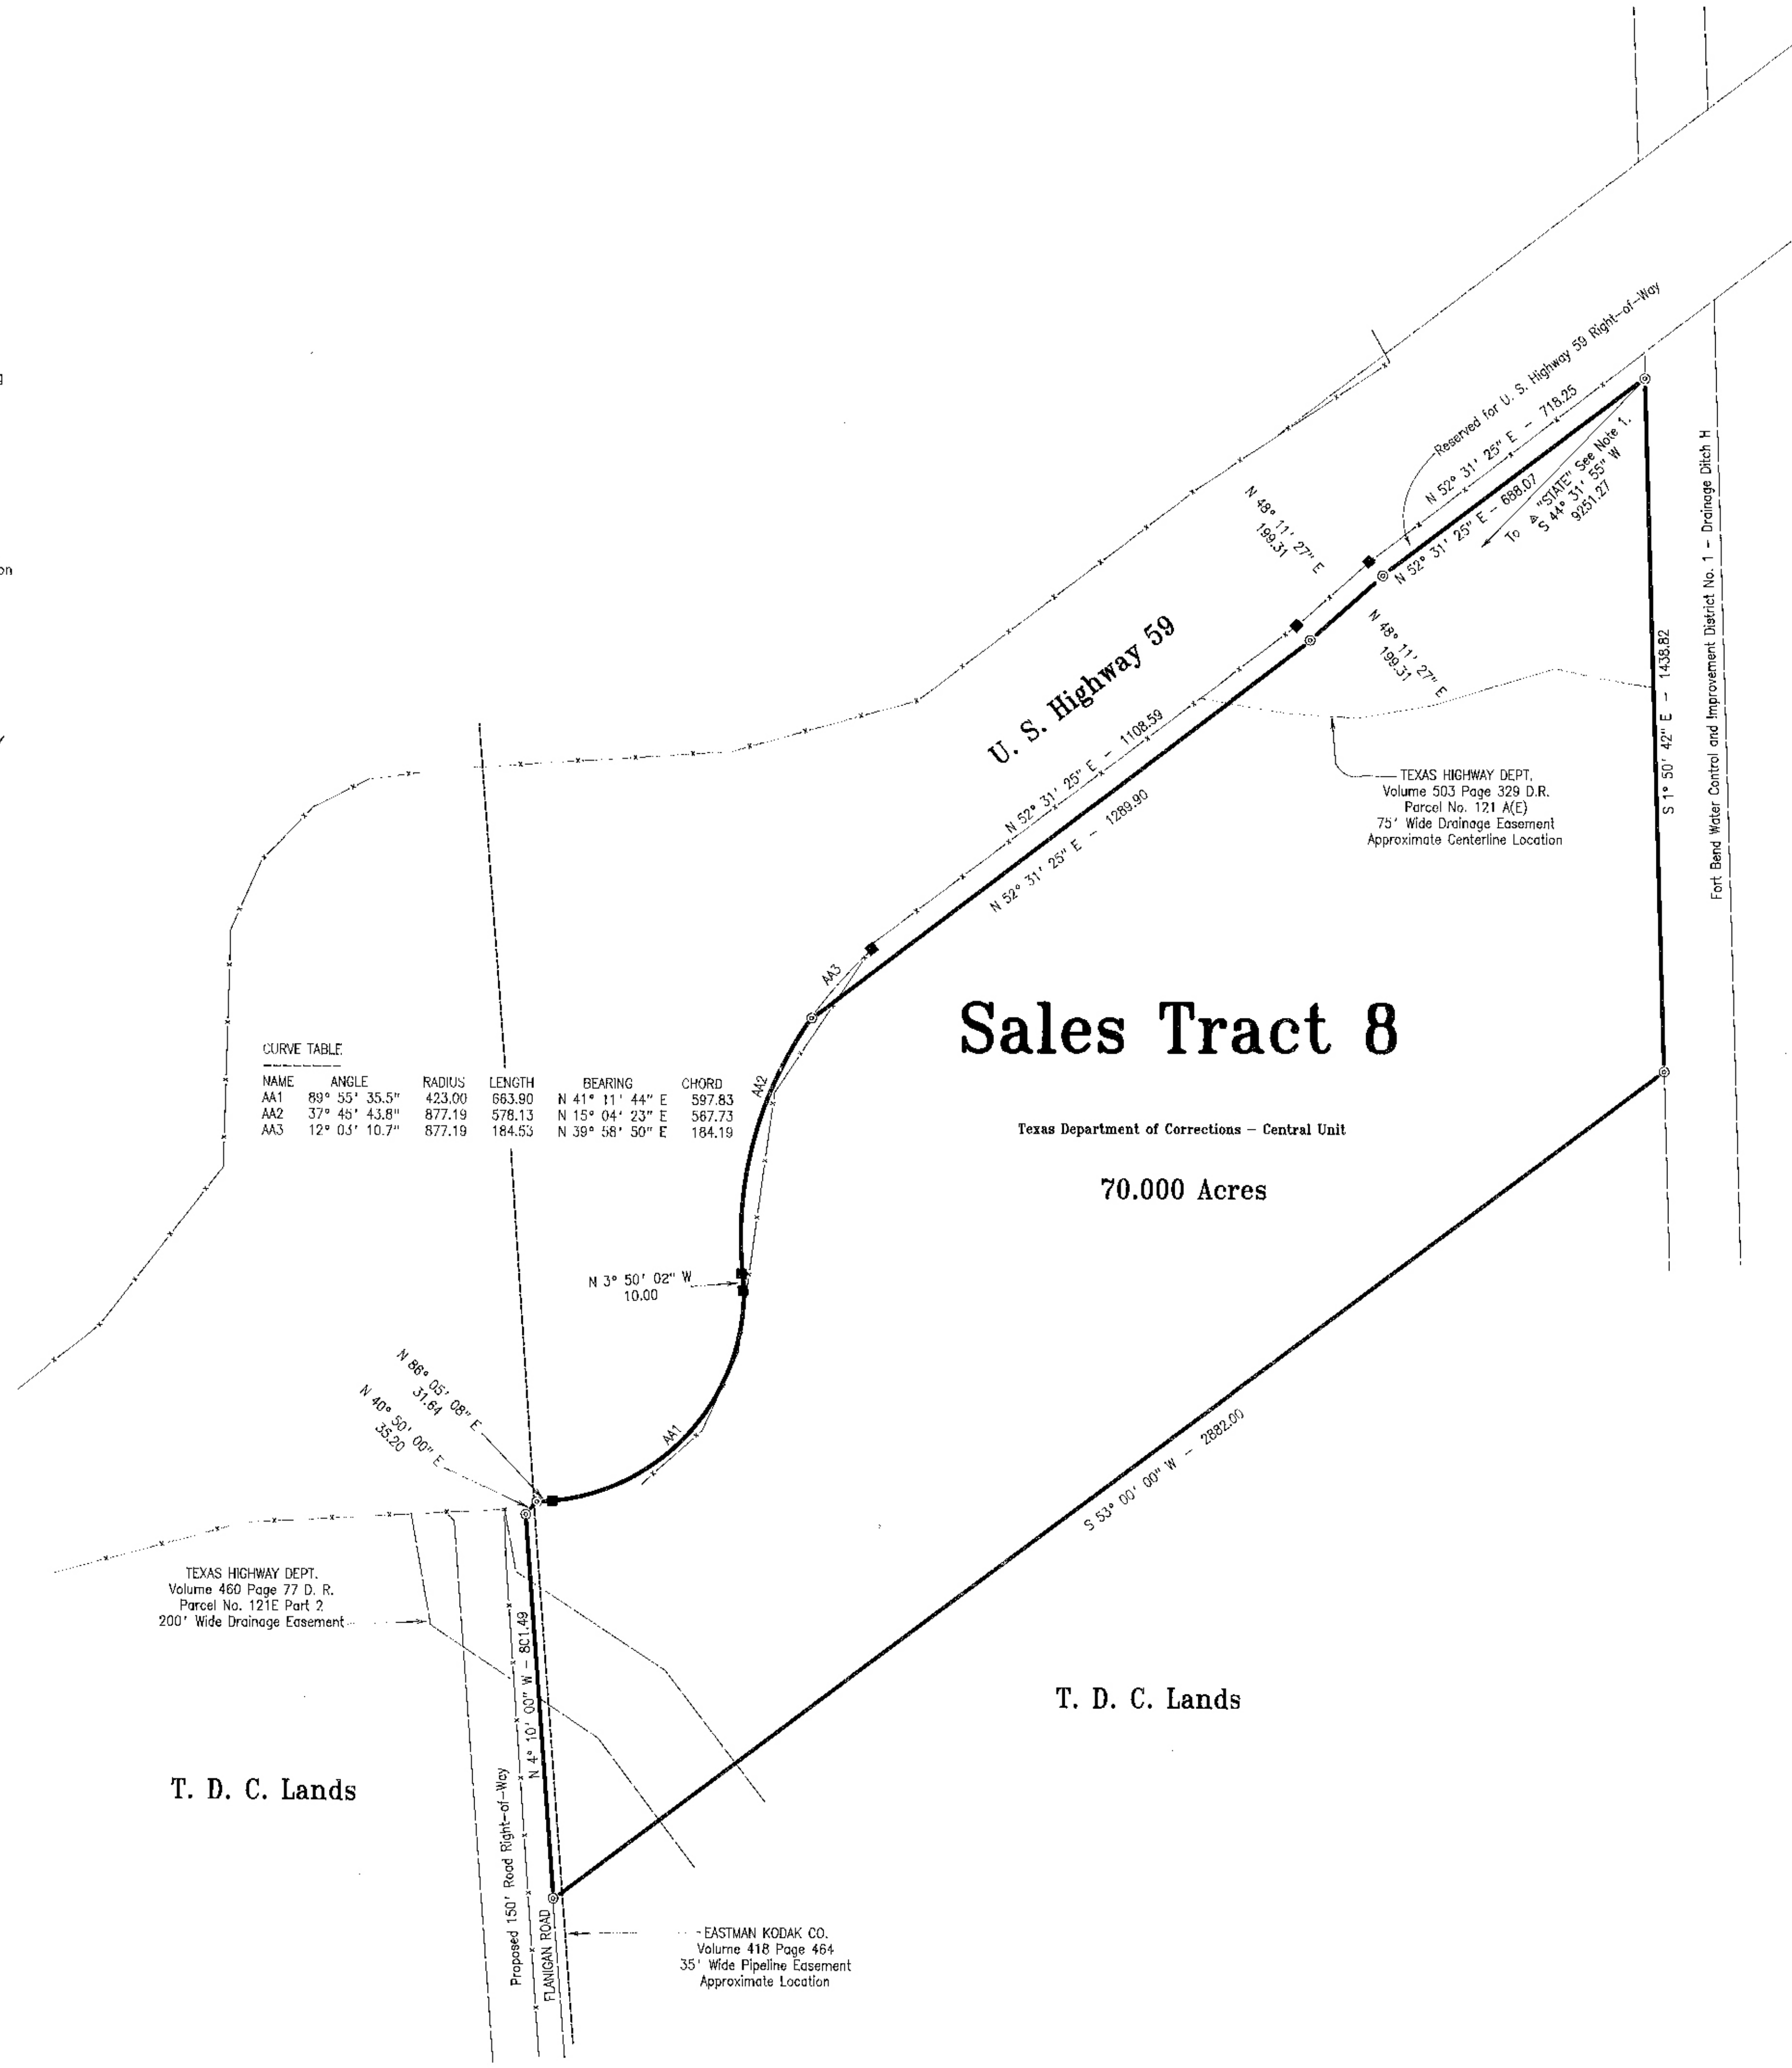 Reserved for U. S. Highway 59 Right-of-Way
N 52° 31' 25" E - 718.25
N 52° 31' 25" E - 688.07
To "STATE" See Note 1.
S 44° 31' 55" W
9251.27
N 48° 11' 27" E
199.31
N 48° 11' 27" E
199.31
Fort Bend Water Control and Improvement District No. 1 - Drainage Ditch H
S 1° 50' 42" E - 1438.82
U. S. Highway 59
N 52° 31' 25" E - 1108.59
N 52° 31' 25" E - 1289.90
TEXAS HIGHWAY DEPT.
Volume 503 Page 329 D.R.
Parcel No. 121 A(E)
75' Wide Drainage Easement
Approximate Centerline Location
AA3
AA2
Sales Tract 8
Texas Department of Corrections - Central Unit
70.000 Acres
CURVE TABLE
NAME ANGLE RADIUS LENGTH BEARING CHORD
AA1 89° 55' 35.5" 423.00 663.90 N 41° 11' 44" E 597.83
AA2 37° 45' 43.8" 877.19 578.13 N 15° 04' 23" E 567.73
AA3 12° 03' 10.7" 877.19 184.53 N 39° 58' 50" E 184.19
N 3° 50' 02" W
10.00
N 86° 05' 08" E
31.64
N 40° 50' 00" E
35.20
AA1
S 53° 00' 00" W - 2882.00
TEXAS HIGHWAY DEPT.
Volume 460 Page 77 D. R.
Parcel No. 121E Part 2
200' Wide Drainage Easement
N 4° 10' 00" W - 801.49
T. D. C. Lands
T. D. C. Lands
Proposed 150' Road Right-of-Way
FLANIGAN ROAD
EASTMAN KODAK CO.
Volume 418 Page 464
35' Wide Pipeline Easement
Approximate Location